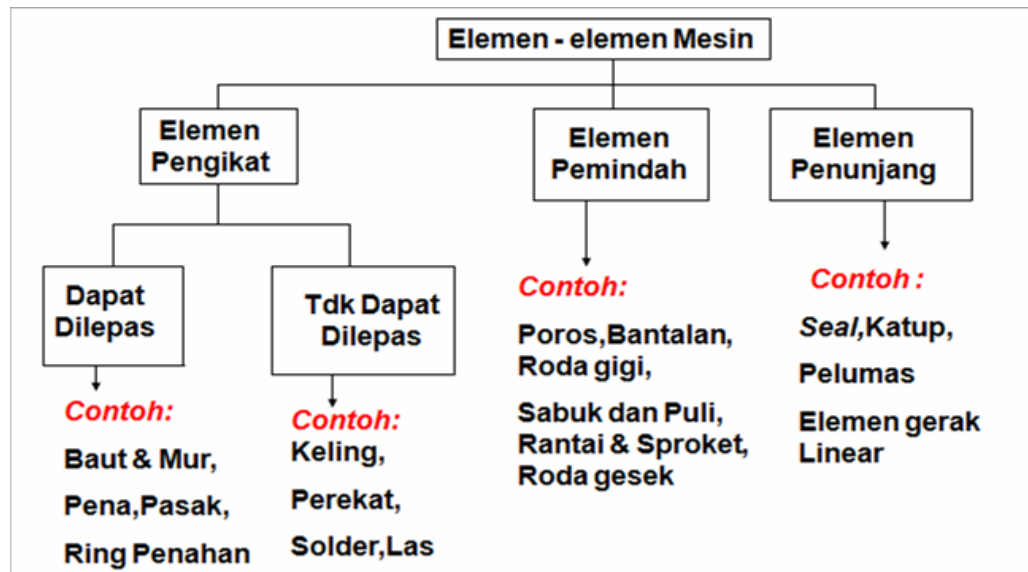 Elemen - elemen Mesin
Elemen
Pengikat
Elemen
Pemindah
Elemen
Penunjang
Dapat
Dilepas
Tdk Dapat
Dilepas
Contoh:
Baut & Mur,
Pena,Pasak,
Ring Penahan
Contoh:
Keling,
Perekat,
Solder,Las
Contoh:
Poros,Bantalan,
Roda gigi,
Sabuk dan Puli,
Rantai & Sproket,
Roda gesek
Contoh :
Seal,Katup,
Pelumas
Elemen gerak
Linear